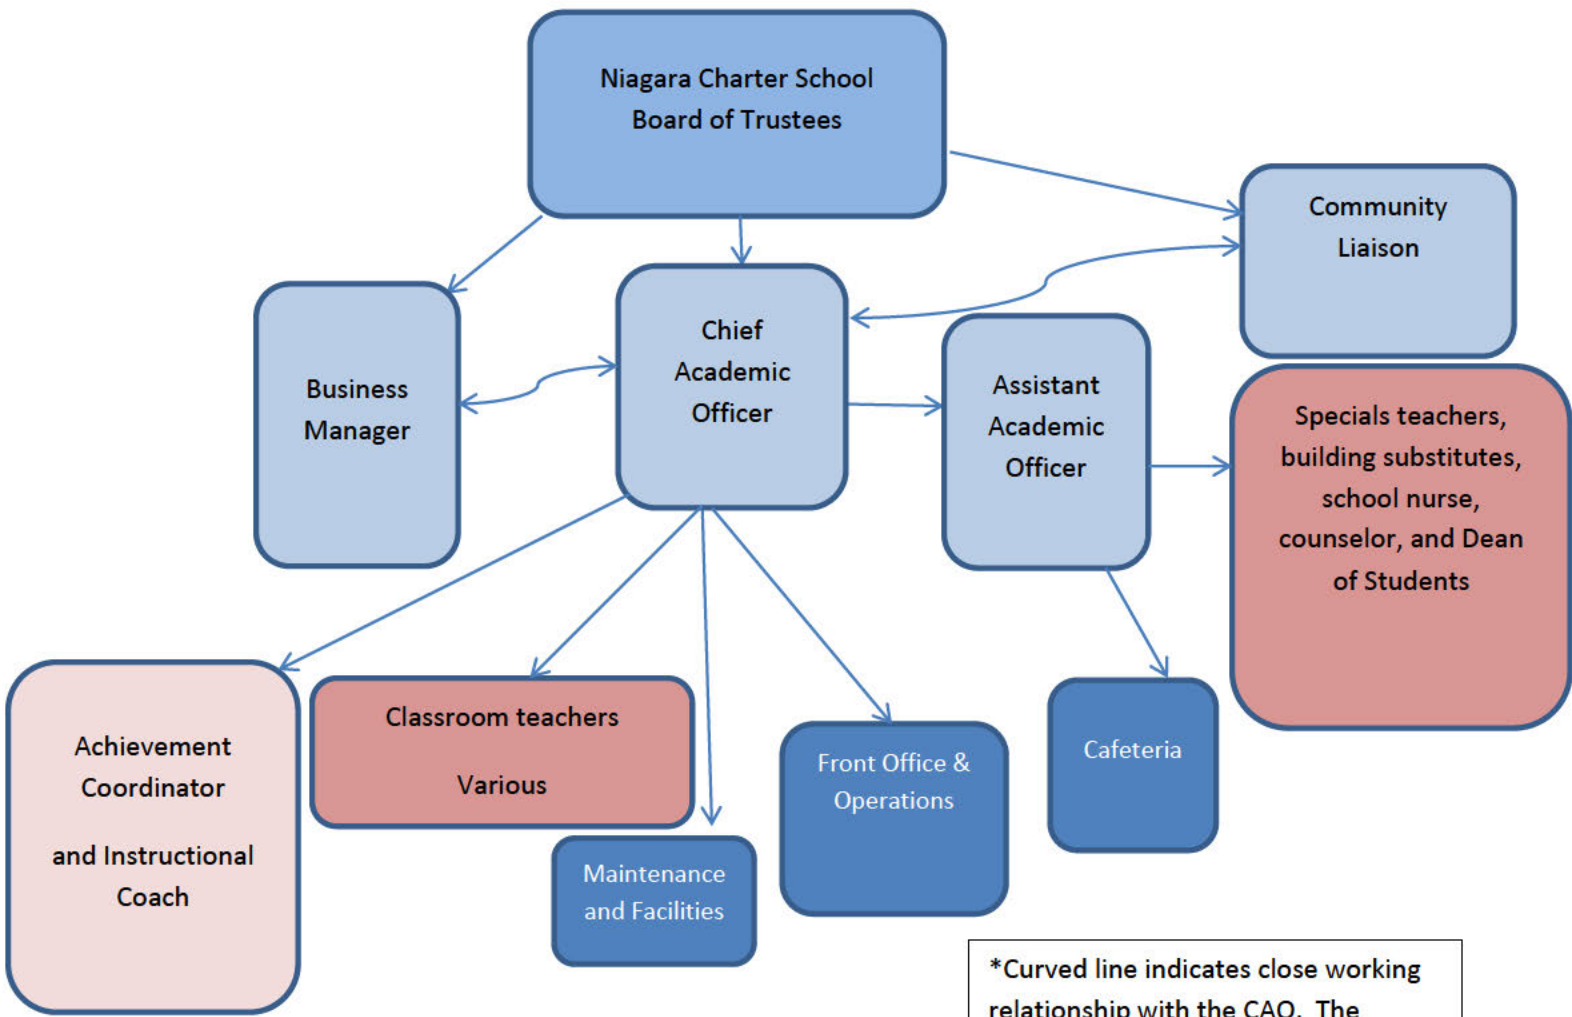 Niagara Charter School
Board of Trustees
Community
Liaison
Chief
Academic
Officer
Business
Manager
Assistant
Academic
Officer
Specials teachers,
building substitutes,
school nurse,
counselor, and Dean
of Students
Achievement
Coordinator
and Instructional
Coach
Classroom teachers
Various
Maintenance
and Facilities
Front Office &
Operations
Cafeteria
*Curved line indicates close working
relationship with the CAO. The